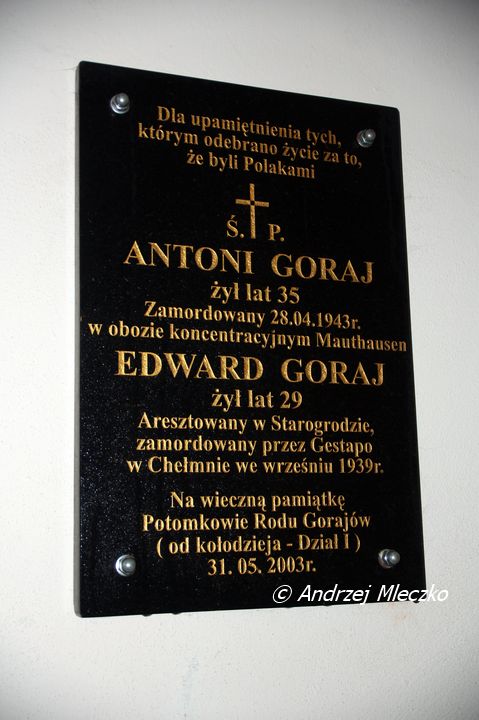 Dla upamiętnienia tych,
którym odebrano życie za to,
że byli Polakami
Ś. P.
ANTONI GORAJ
żył lat 35
Zamordowany 28.04.1943r.
w obozie koncentracyjnym Mauthausen
EDWARD GORAJ
żył lat 29
Aresztowany w Starogrodzie,
zamordowany przez Gestapo
w Chełmnie we wrześniu 1939r.
Na wieczną pamiątkę
Potomkowie Rodu Gorajów
( od kołodzieja - Dział I )
31. 05. 2003r.
© Andrzej Mleczko